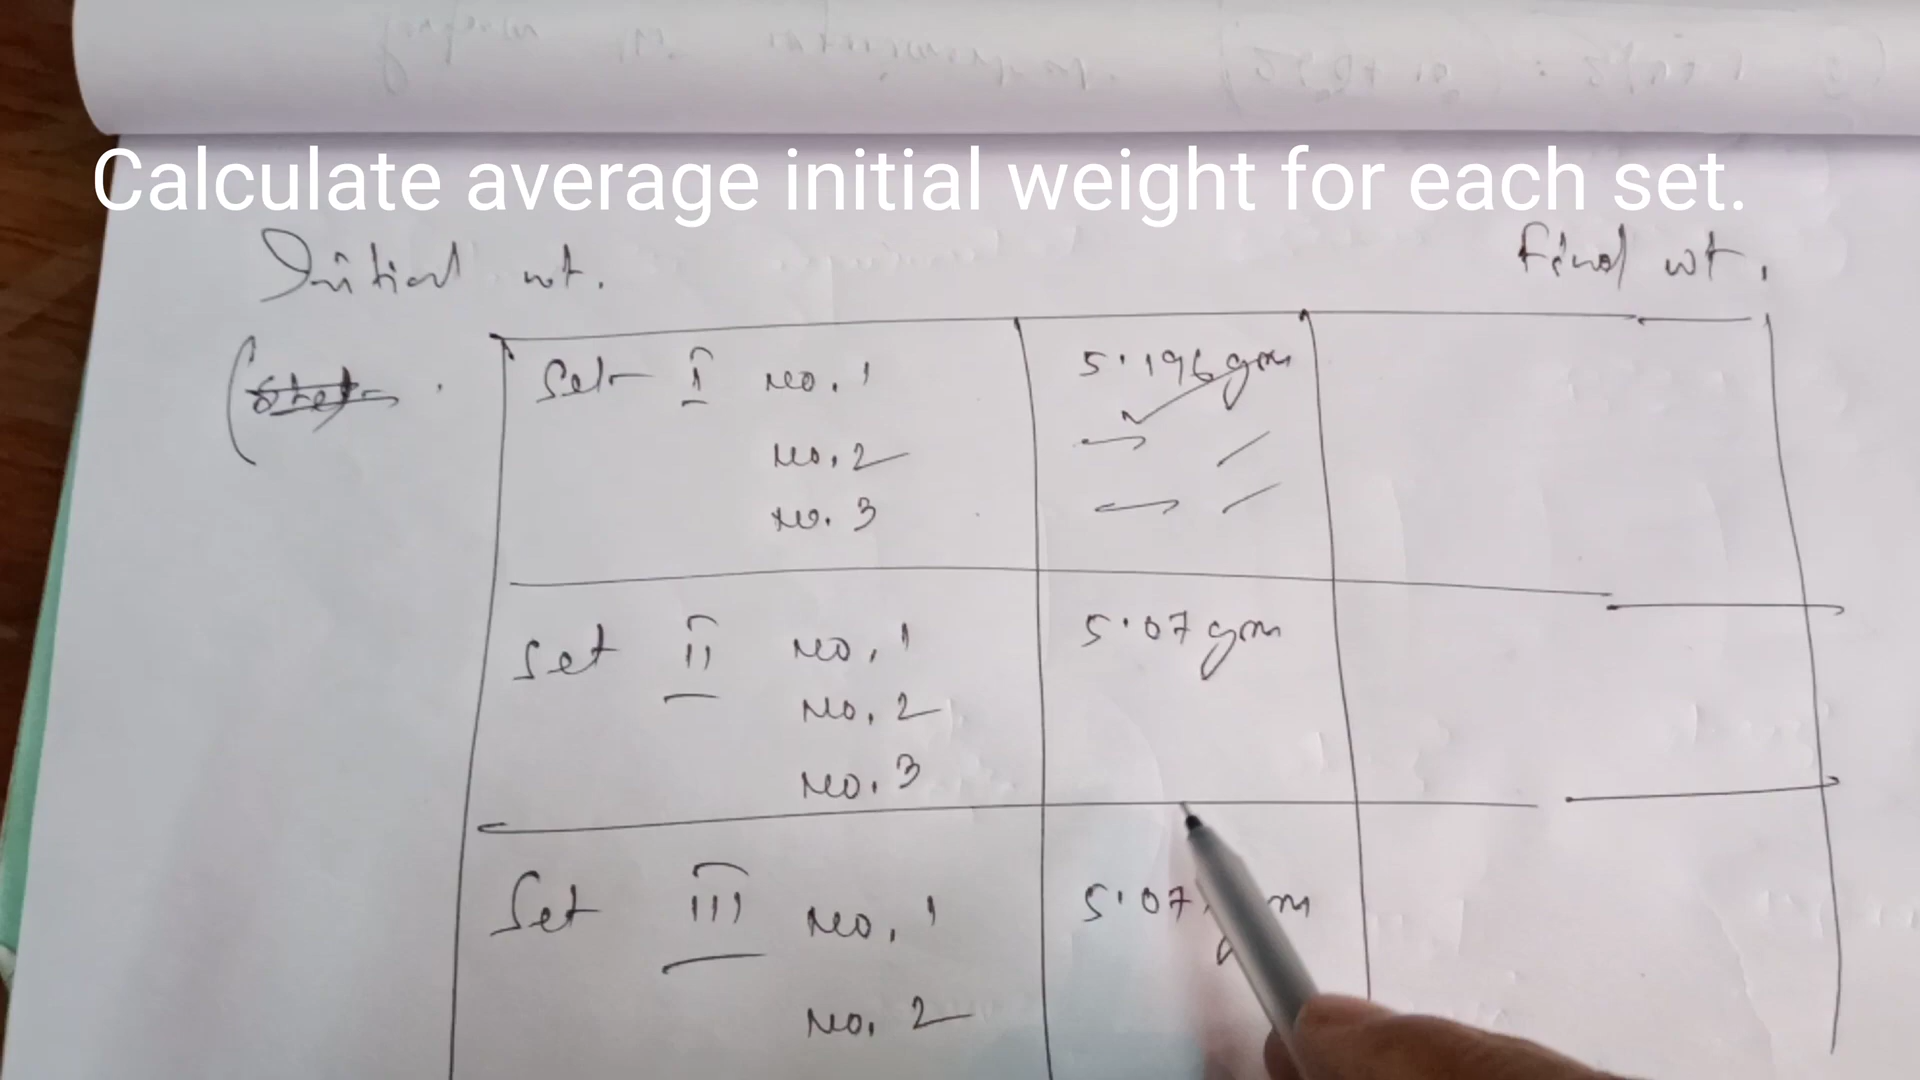 Calculate average initial weight for each set.
Initial wt.
Final wt.
Set I No. 1 5.196 gm
No. 2
No. 3
Set II No. 1 5.07 gm
No. 2
No. 3
Set III No. 1 5.07
No. 2